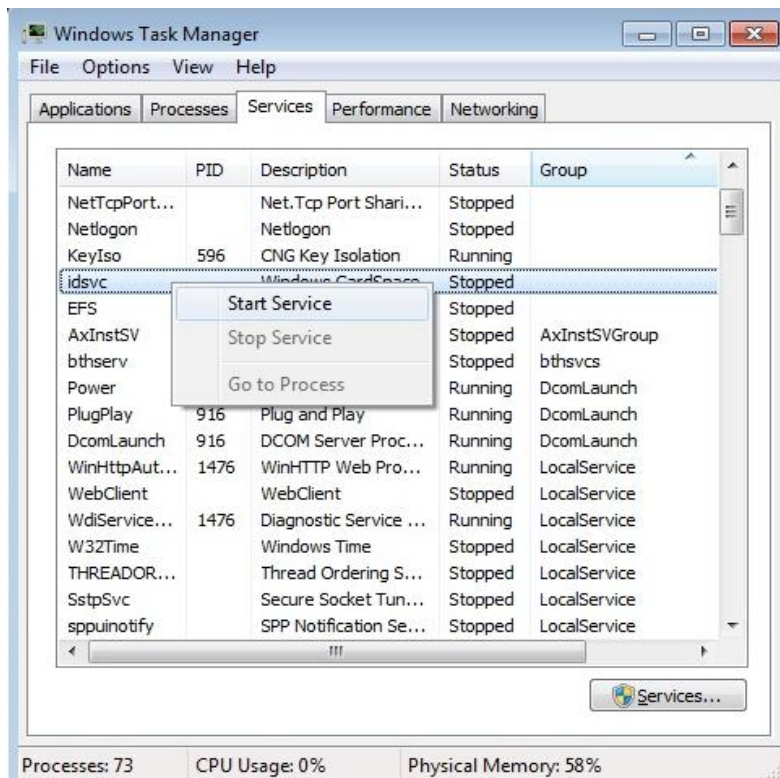 Windows Task Manager
File Options View Help
Applications Processes Services Performance Networking
Name PID Description Status Group
NetTcpPort... Net.Tcp Port Shari... Stopped
Netlogon Netlogon Stopped
KeyIso 596 CNG Key Isolation Running
idsvc Windows CardSpace Stopped
Start Service
EFS Stopped
Stop Service
AxInstSV Stopped AxInstSVGroup
bthserv Stopped bthsvcs
Go to Process
Power Running DcomLaunch
PlugPlay 916 Plug and Play Running DcomLaunch
DcomLaunch 916 DCOM Server Proc... Running DcomLaunch
WinHttpAut... 1476 WinHTTP Web Pro... Running LocalService
WebClient WebClient Stopped LocalService
WdiService... 1476 Diagnostic Service ... Running LocalService
W32Time Windows Time Stopped LocalService
THREADOR... Thread Ordering S... Stopped LocalService
SstpSvc Secure Socket Tun... Stopped LocalService
sppuinotify SPP Notification Se... Stopped LocalService
Services...
Processes: 73 CPU Usage: 0% Physical Memory: 58%